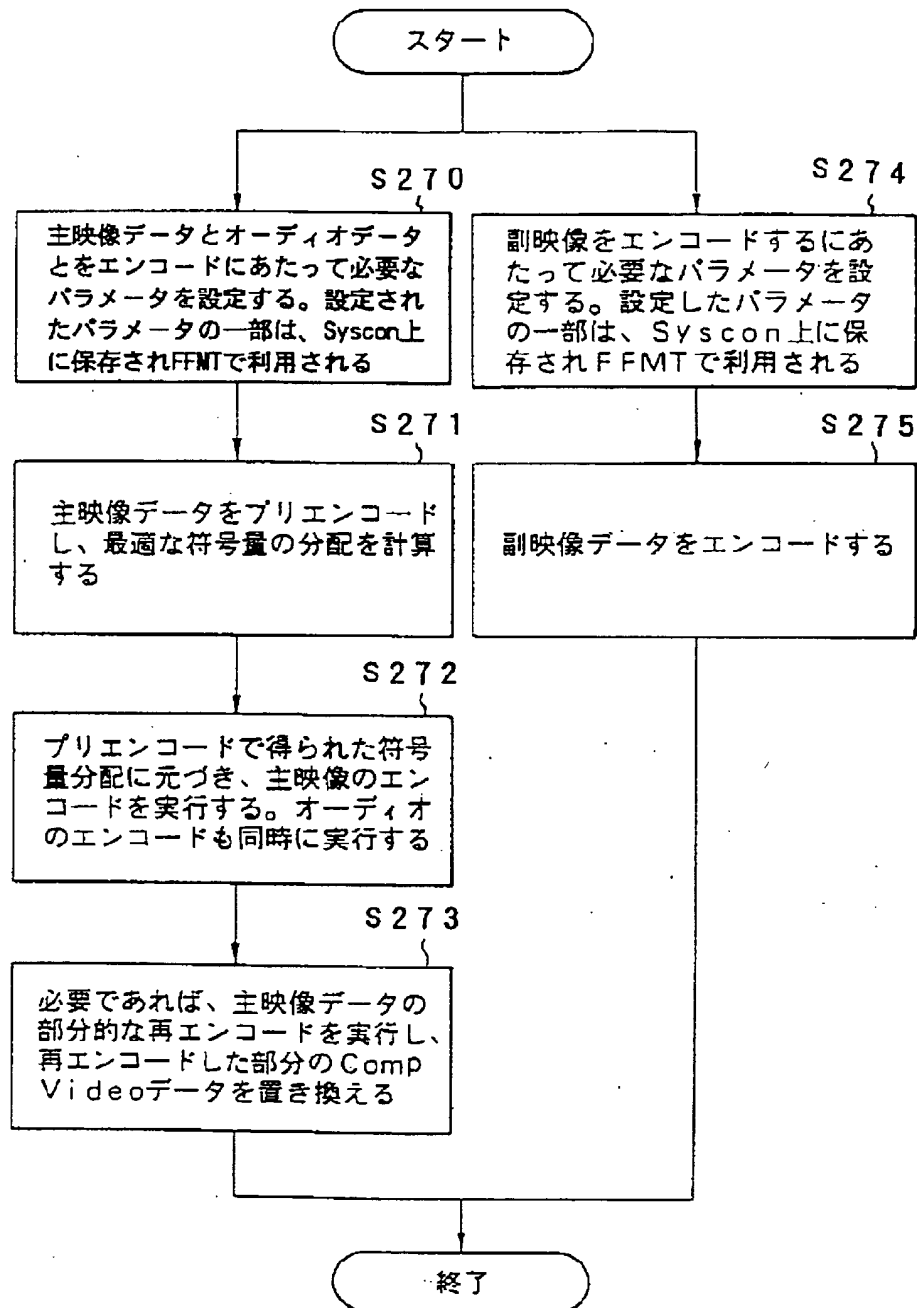 スタート
S270
主映像データとオーディオデータ
とをエンコードにあたって必要な
パラメータを設定する。設定され
たパラメータの一部は、Syscon上
に保存されFFMTで利用される
S271
主映像データをプリエンコード
し、最適な符号量の分配を計算
する
S272
プリエンコードで得られた符号
量分配に元づき、主映像のエン
コードを実行する。オーディオ
のエンコードも同時に実行する
S273
必要であれば、主映像データの
部分的な再エンコードを実行し、
再エンコードした部分のComp
Videoデータを置き換える
S274
副映像をエンコードするにあ
たって必要なパラメータを設
定する。設定したパラメータ
の一部は、Syscon上に保
存されFFMTで利用される
S275
副映像データをエンコードする
終了